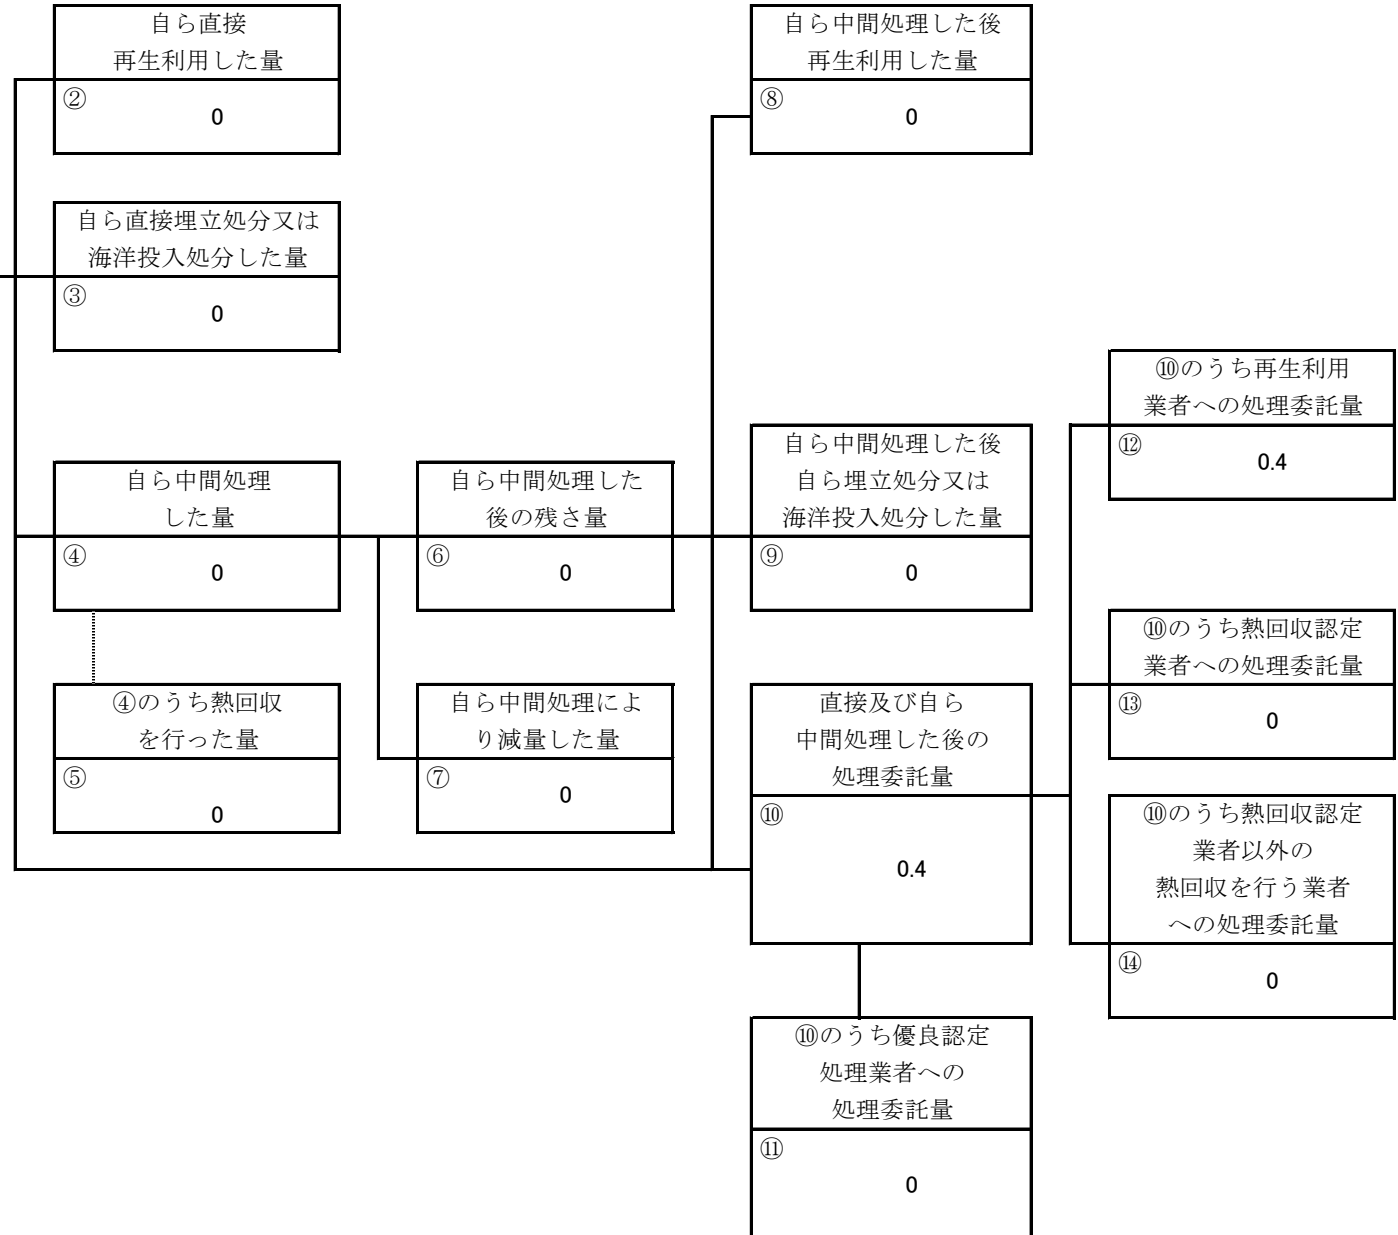 自ら直接
再生利用した量
②
0
自ら中間処理した後
再生利用した量
⑧
0
自ら直接埋立処分又は
海洋投入処分した量
③
0
⑩のうち再生利用
業者への処理委託量
⑫
0.4
自ら中間処理
した量
④
0
自ら中間処理した
後の残さ量
⑥
0
自ら中間処理した後
自ら埋立処分又は
海洋投入処分した量
⑨
0
⑩のうち熱回収認定
業者への処理委託量
⑬
0
④のうち熱回収
を行った量
⑤
0
自ら中間処理によ
り減量した量
⑦
0
直接及び自ら
中間処理した後の
処理委託量
⑩
0.4
⑩のうち熱回収認定
業者以外の
熱回収を行う業者
への処理委託量
⑭
0
⑩のうち優良認定
処理業者への
処理委託量
⑪
0